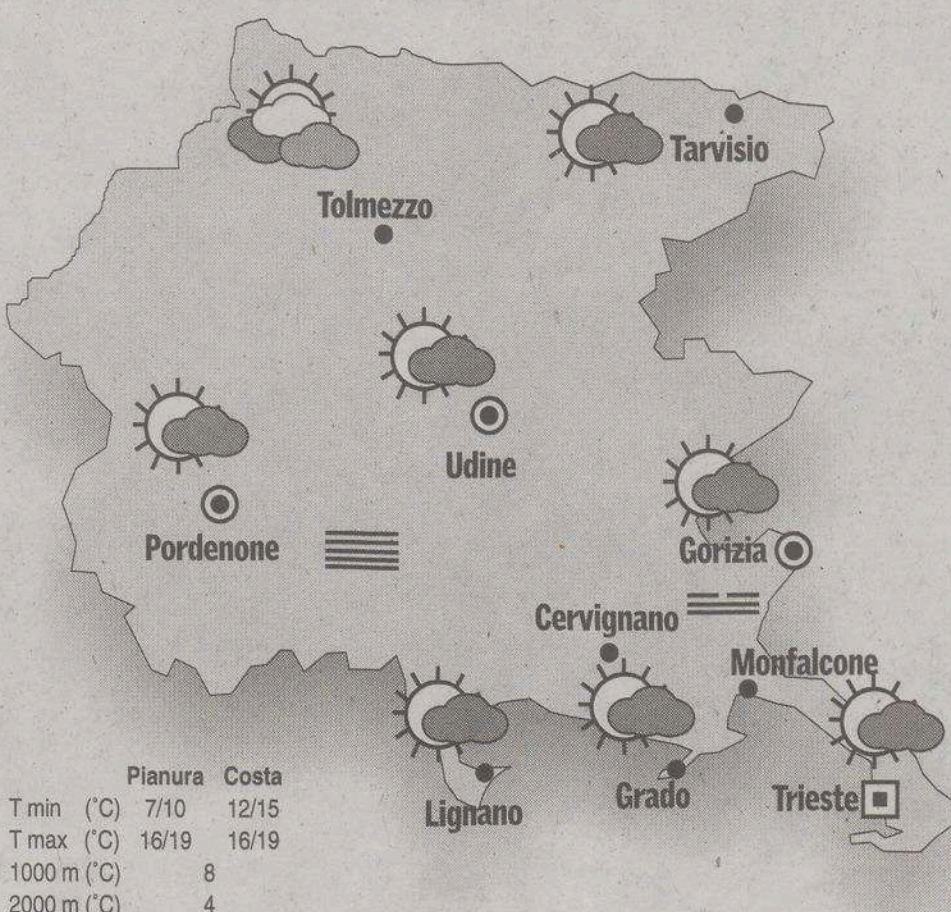 Tarvisio
Tolmezzo
Udine
Pordenone
Gorizia
Cervignano
Monfalcone
Lignano
Grado
Trieste
Pianura Costa
T min (°C) 7/10 12/15
T max (°C) 16/19 16/19
1000 m (°C) 8
2000 m (°C) 4